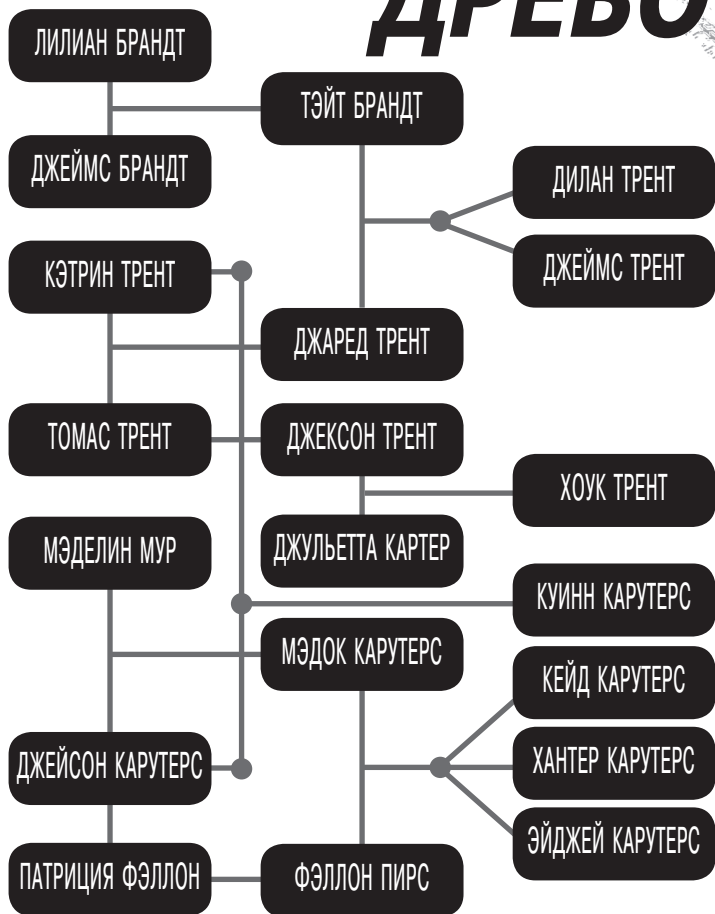 ДРЕВО
ЛИЛИАН БРАНДТ
ТЭЙТ БРАНДТ
ДЖЕЙМС БРАНДТ
ДИЛАН ТРЕНТ
ДЖЕЙМС ТРЕНТ
КЭТРИН ТРЕНТ
ДЖАРЕД ТРЕНТ
ТОМАС ТРЕНТ
ДЖЕКСОН ТРЕНТ
ХОУК ТРЕНТ
ДЖУЛЬЕТТА КАРТЕР
МЭДЕЛИН МУР
КУИНН КАРУТЕРС
МЭДОК КАРУТЕРС
КЕЙД КАРУТЕРС
ХАНТЕР КАРУТЕРС
ЭЙДЖЕЙ КАРУТЕРС
ДЖЕЙСОН КАРУТЕРС
ПАТРИЦИЯ ФЭЛЛОН
ФЭЛЛОН ПИРС